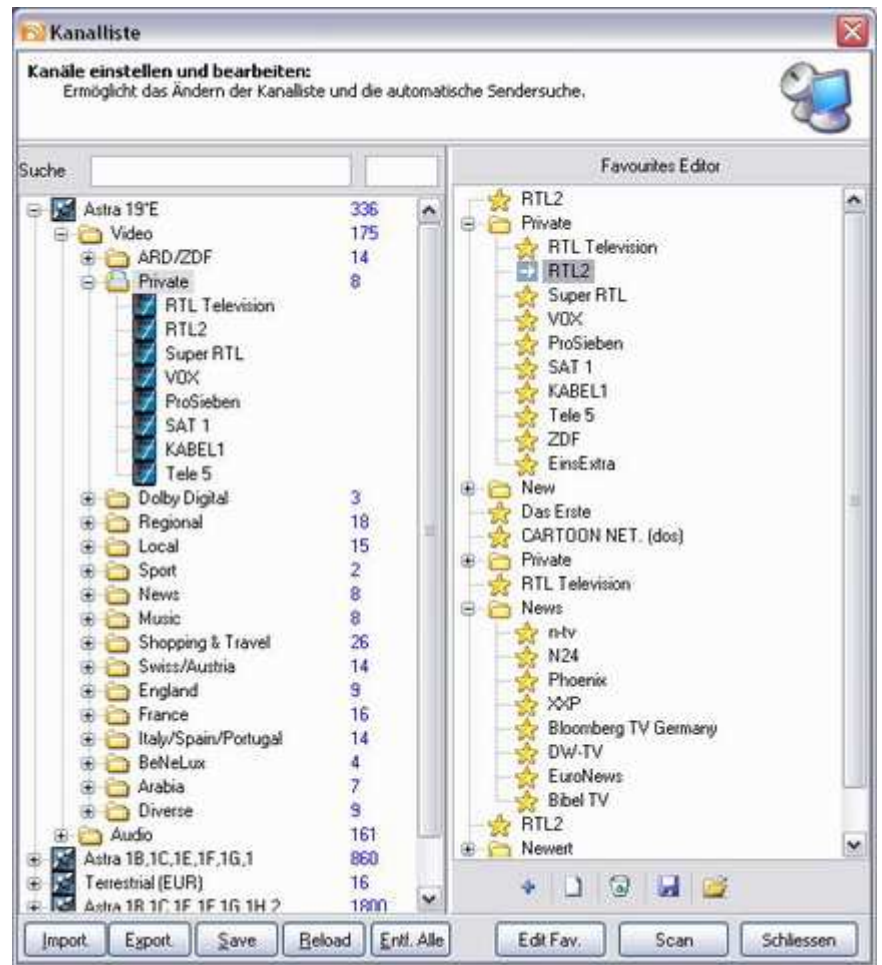 Kanalliste
Kanäle einstellen und bearbeiten:
Ermöglicht das Ändern der Kanalliste und die automatische Sendersuche.
Suche
Astra 19°E 336
Video 175
ARD/ZDF 14
Private 8
RTL Television
RTL2
Super RTL
VOX
ProSieben
SAT 1
KABEL1
Tele 5
Dolby Digital 3
Regional 18
Local 15
Sport 2
News 8
Music 8
Shopping & Travel 26
Swiss/Austria 14
England 9
France 16
Italy/Spain/Portugal 14
BeNeLux 4
Arabia 7
Diverse 9
Audio 161
Astra 1B,1C,1E,1F,1G,1 860
Terrestrial (EUR) 16
Astra 1B,1C,1E,1F,1G,1H,2 1800
Favourites Editor
RTL2
Private
RTL Television
RTL2
Super RTL
VOX
ProSieben
SAT 1
KABEL1
Tele 5
ZDF
EinsExtra
New
Das Erste
CARTOON NET. (dos)
Private
RTL Television
News
n-tv
N24
Phoenix
XXP
Bloomberg TV Germany
DW-TV
EuroNews
Bibel TV
RTL2
Newert
Import. Export. Save Reload Entf. Alle Edit Fav. Scan Schliessen